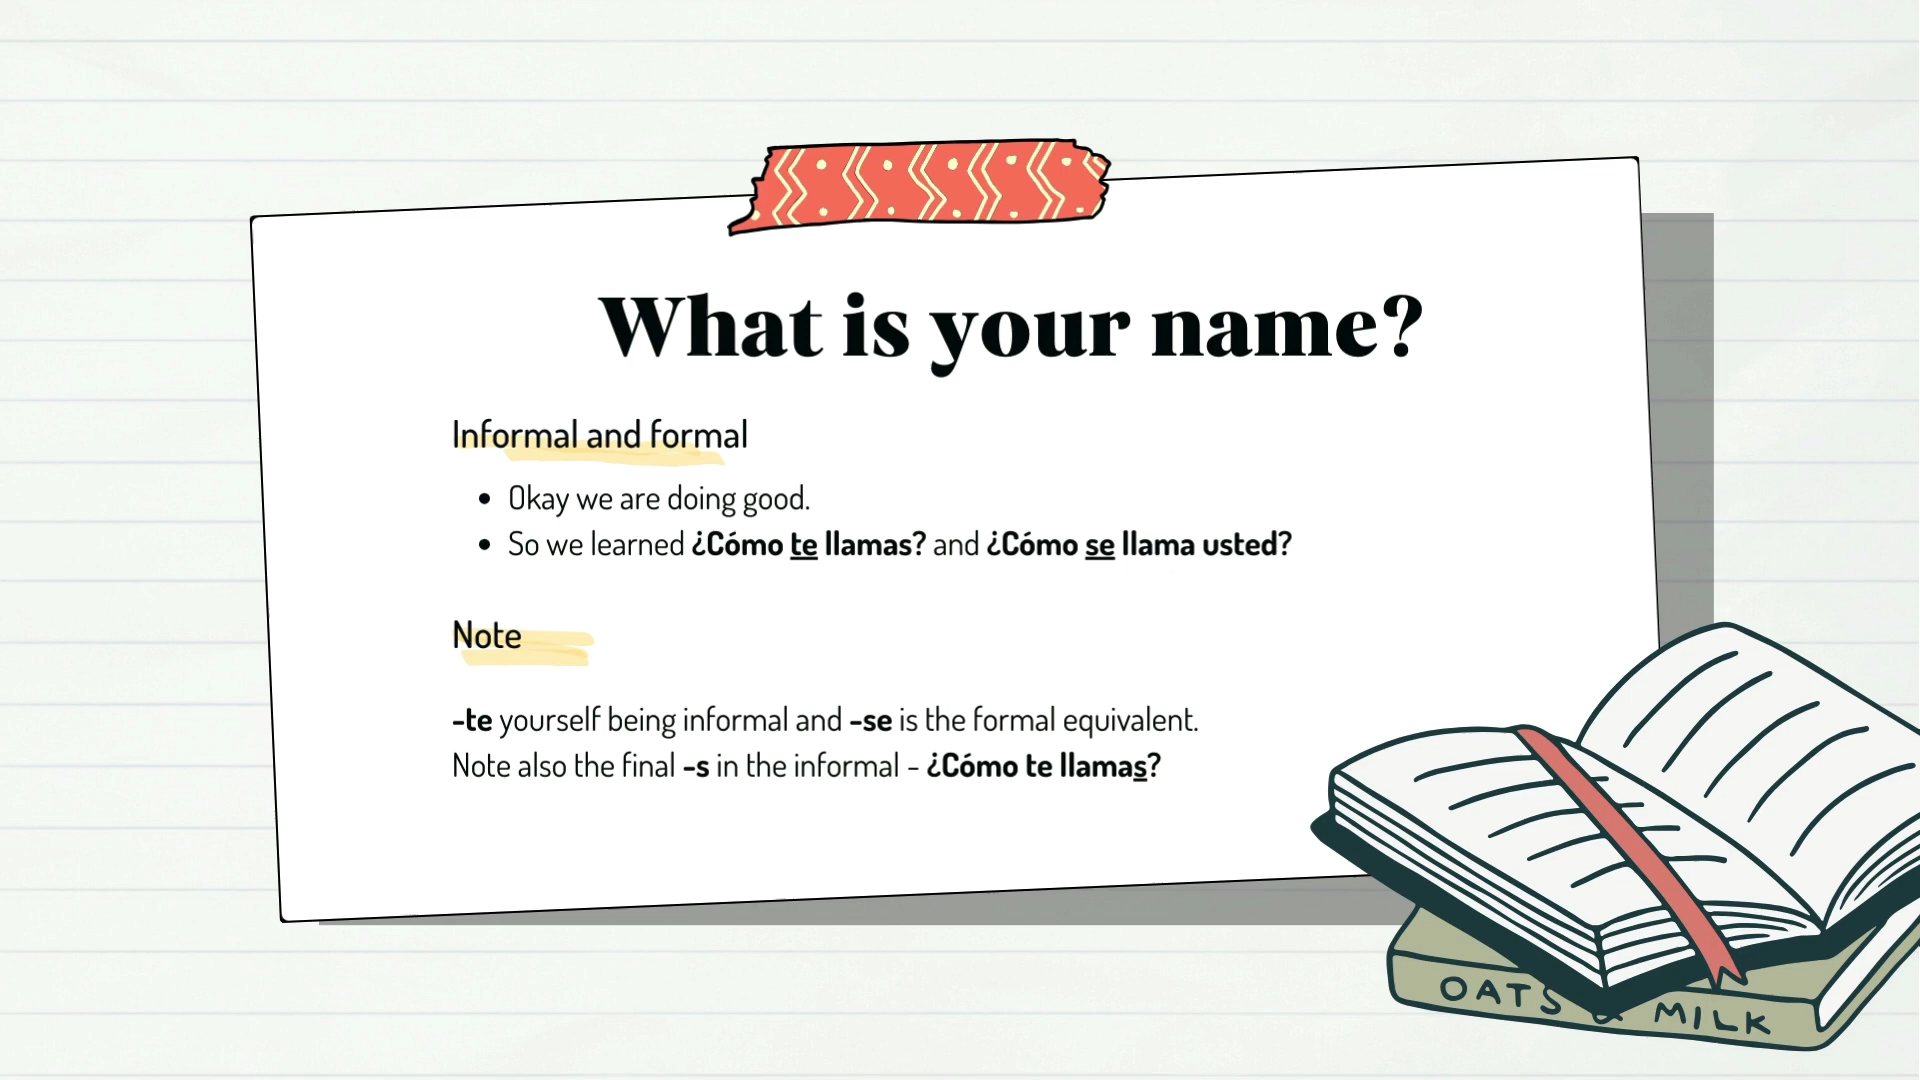 What is your name?
Informal and formal
Okay we are doing good.
So we learned ¿Cómo te llamas? and ¿Cómo se llama usted?
Note
-te yourself being informal and -se is the formal equivalent.
Note also the final -s in the informal - ¿Cómo te llamas?
OATS & MILK